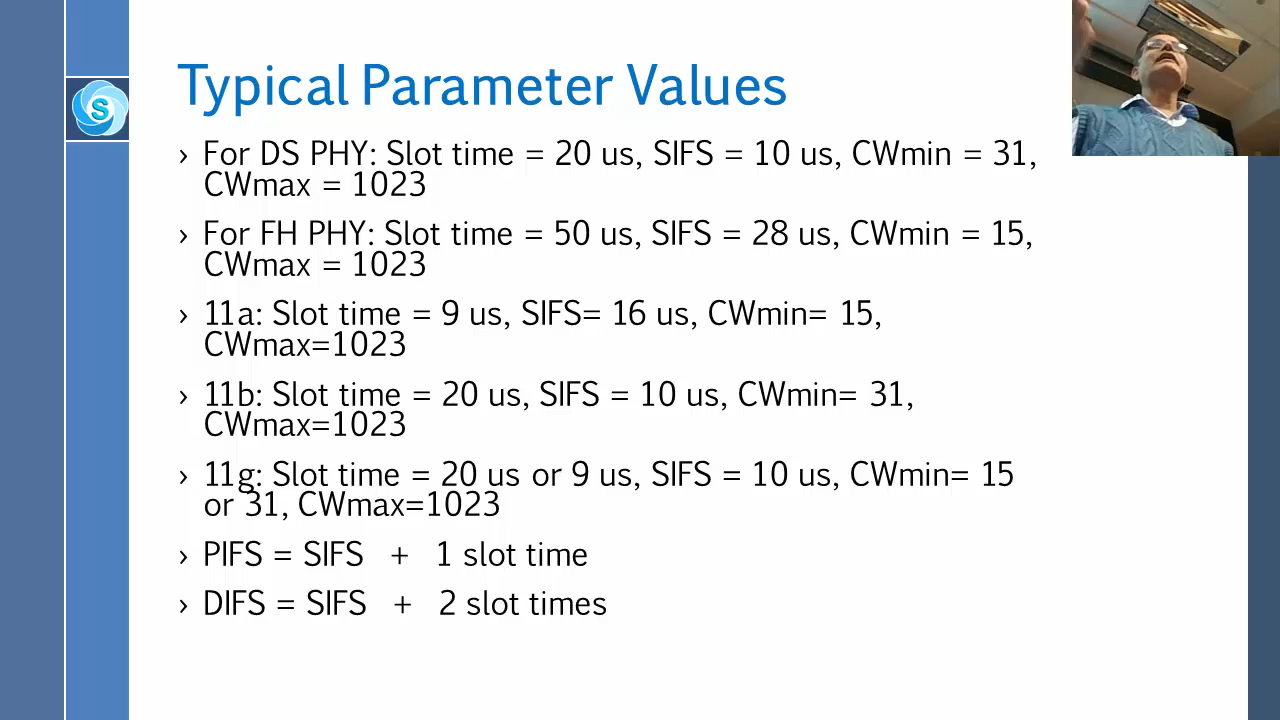 Typical Parameter Values
S
› For DS PHY: Slot time = 20 us, SIFS = 10 us, CWmin = 31,
CWmax = 1023
› For FH PHY: Slot time = 50 us, SIFS = 28 us, CWmin = 15,
CWmax = 1023
› 11a: Slot time = 9 us, SIFS= 16 us, CWmin= 15,
CWmax=1023
› 11b: Slot time = 20 us, SIFS = 10 us, CWmin= 31,
CWmax=1023
› 11g: Slot time = 20 us or 9 us, SIFS = 10 us, CWmin= 15
or 31, CWmax=1023
› PIFS = SIFS + 1 slot time
› DIFS = SIFS + 2 slot times